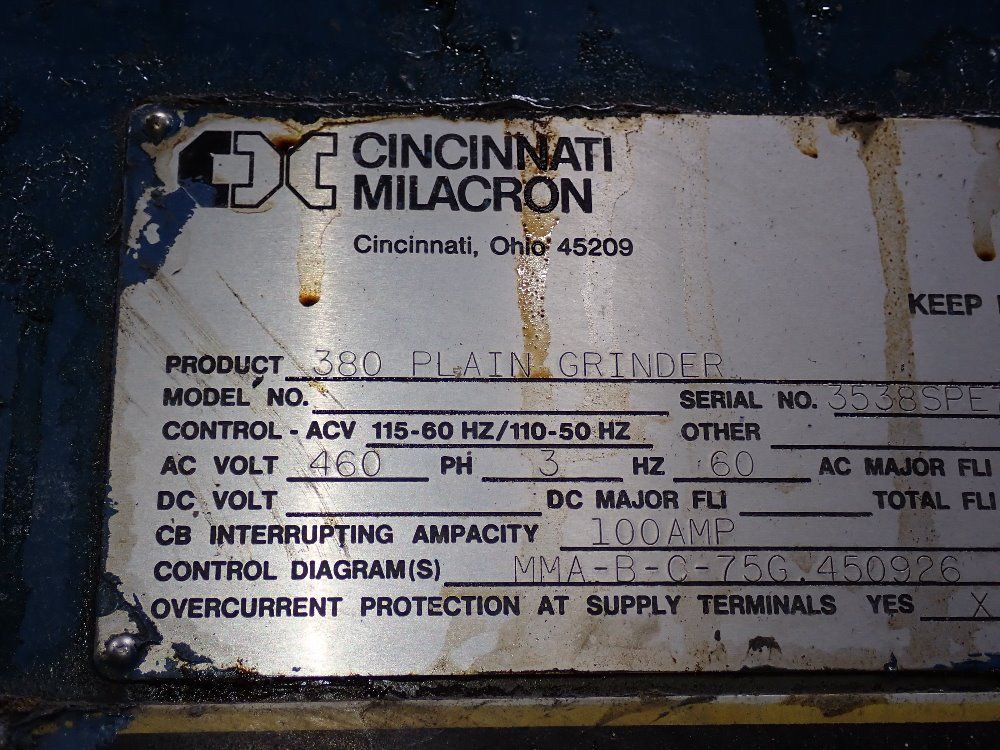 CINCINNATI
MILACRON
Cincinnati, Ohio 45209
KEEP
PRODUCT 380 PLAIN GRINDER
MODEL NO. SERIAL NO. 3538SPE
CONTROL - ACV 115-60 HZ/110-50 HZ OTHER
AC VOLT 460 PH 3 HZ 60 AC MAJOR FLI
DC VOLT DC MAJOR FLI TOTAL FLI
CB INTERRUPTING AMPACITY 100AMP
CONTROL DIAGRAM(S) MMA-B-C-75G.450926
OVERCURRENT PROTECTION AT SUPPLY TERMINALS YES X